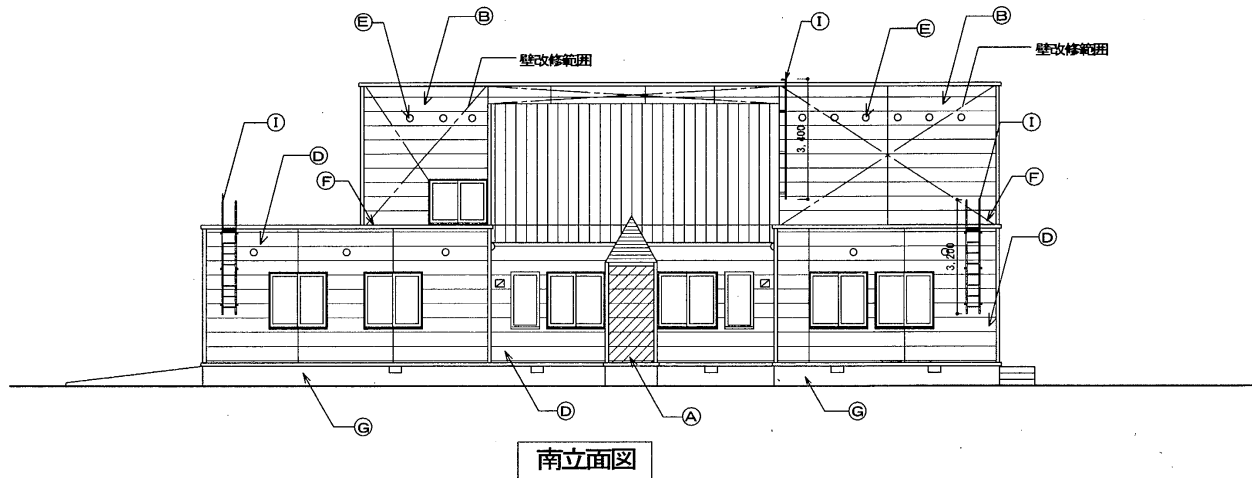 Ⓔ Ⓑ Ⓘ Ⓔ Ⓑ
壁改修範囲 壁改修範囲
Ⓘ Ⓘ
3,400
Ⓓ
Ⓕ Ⓕ
Ⓓ
3,200
Ⓖ Ⓓ Ⓐ Ⓖ
南立面図